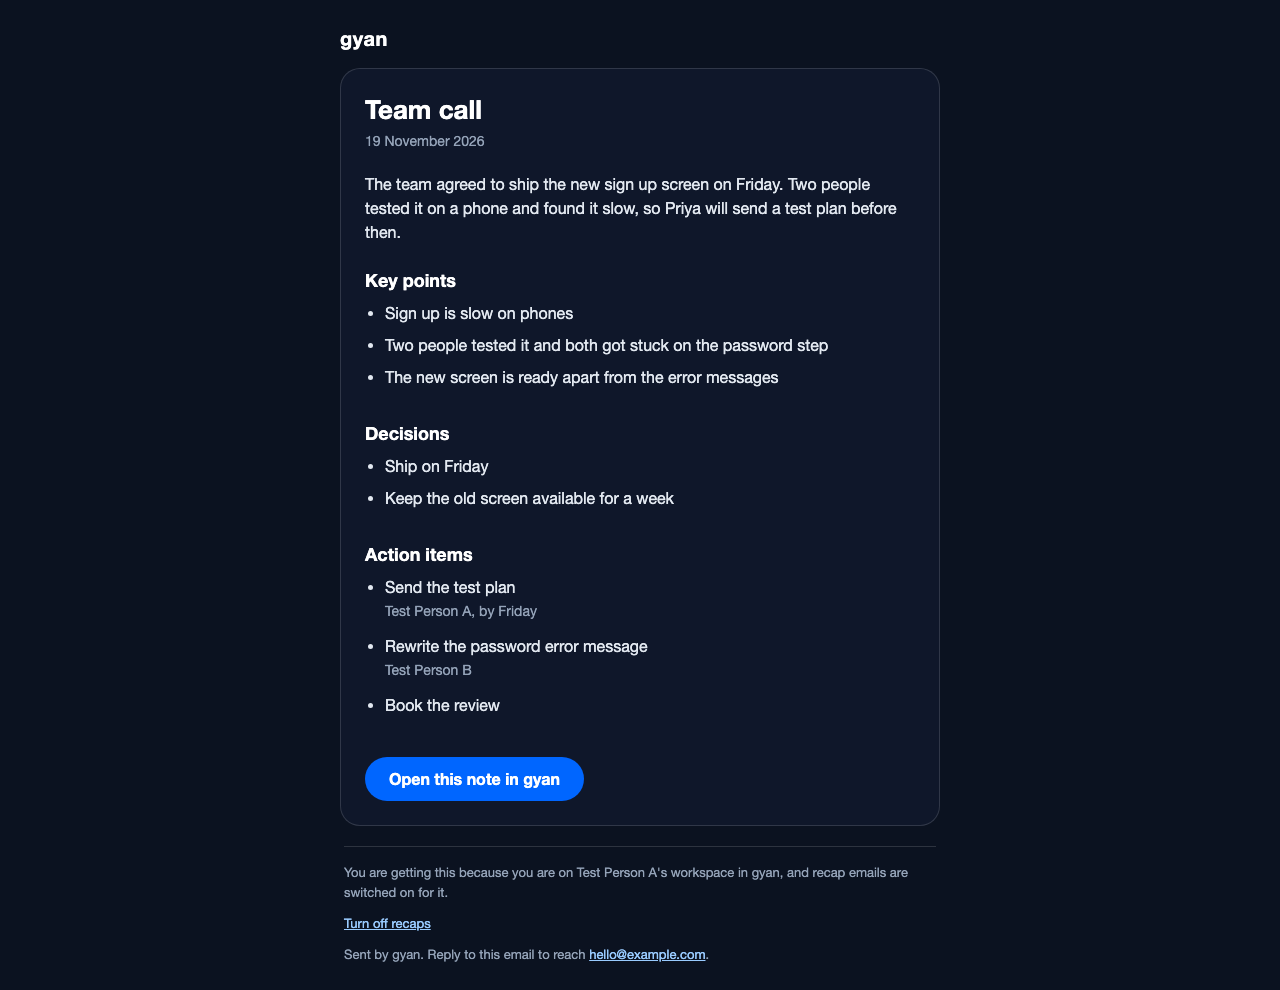 gyan
Team call
19 November 2026
The team agreed to ship the new sign up screen on Friday. Two people
tested it on a phone and found it slow, so Priya will send a test plan before
then.
Key points
• Sign up is slow on phones
• Two people tested it and both got stuck on the password step
• The new screen is ready apart from the error messages
Decisions
• Ship on Friday
• Keep the old screen available for a week
Action items
• Send the test plan
Test Person A, by Friday
• Rewrite the password error message
Test Person B
• Book the review
Open this note in gyan
You are getting this because you are on Test Person A's workspace in gyan, and recap emails are
switched on for it.
Turn off recaps
Sent by gyan. Reply to this email to reach hello@example.com.